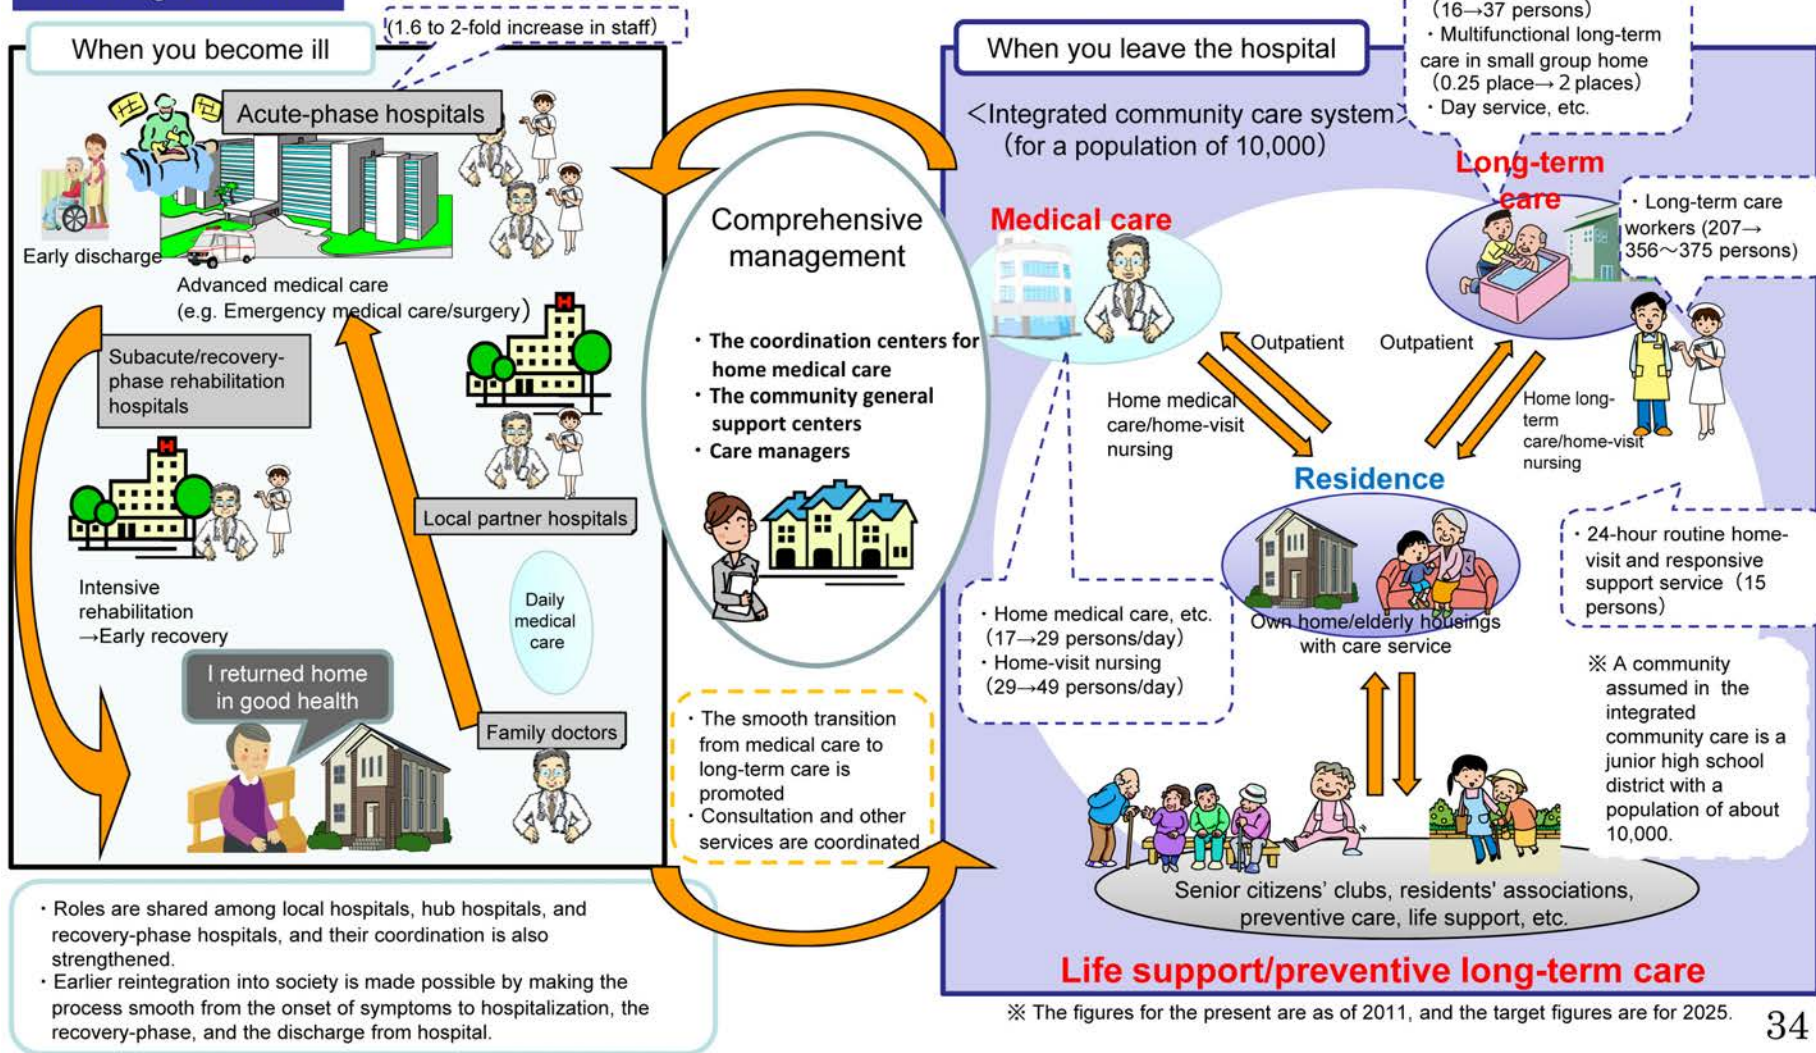 (1.6 to 2-fold increase in staff)
When you become ill
Acute-phase hospitals
Early discharge
Advanced medical care
(e.g. Emergency medical care/surgery)
Subacute/recovery-
phase rehabilitation
hospitals
H
H
Local partner hospitals
Intensive
rehabilitation
→Early recovery
Daily
medical
care
I returned home
in good health
Family doctors
・Roles are shared among local hospitals, hub hospitals, and
recovery-phase hospitals, and their coordination is also
strengthened.
・Earlier reintegration into society is made possible by making the
process smooth from the onset of symptoms to hospitalization, the
recovery-phase, and the discharge from hospital.
Comprehensive
management
・The coordination centers for
home medical care
・The community general
support centers
・Care managers
・The smooth transition
from medical care to
long-term care is
promoted
・Consultation and other
services are coordinated
When you leave the hospital
(16→37 persons)
・Multifunctional long-term
care in small group home
(0.25 place→ 2 places)
・Day service, etc.
<Integrated community care system>
(for a population of 10,000)
Long-term
care
・Long-term care
workers (207→
356~375 persons)
Medical care
Outpatient
Outpatient
Home medical
care/home-visit
nursing
Home long-
term
care/home-visit
nursing
Residence
・24-hour routine home-
visit and responsive
support service (15
persons)
・Home medical care, etc.
(17→29 persons/day)
・Home-visit nursing
(29→49 persons/day)
Own home/elderly housings
with care service
※ A community
assumed in the
integrated
community care is a
junior high school
district with a
population of about
10,000.
Senior citizens' clubs, residents' associations,
preventive care, life support, etc.
Life support/preventive long-term care
※ The figures for the present are as of 2011, and the target figures are for 2025.
34